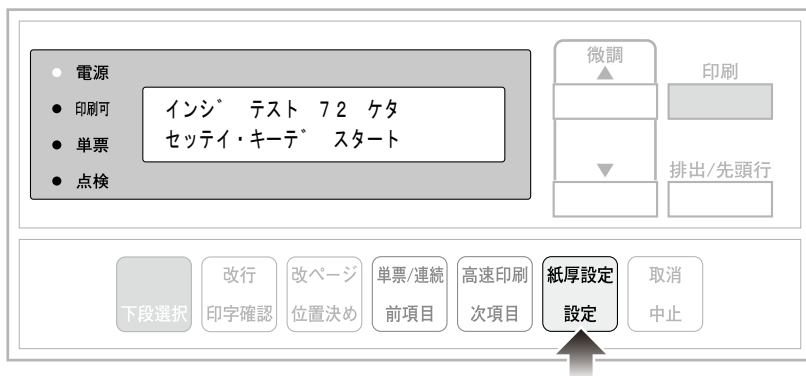 電源
印刷可
単票
点検
インシ゛ テスト 72 ケタ
セッテイ・キーテ゛ スタート
微調
▲
▼
印刷
排出/先頭行
下段選択
改行
印字確認
改ページ
位置決め
単票/連続
前項目
高速印刷
次項目
紙厚設定
設定
取消
中止